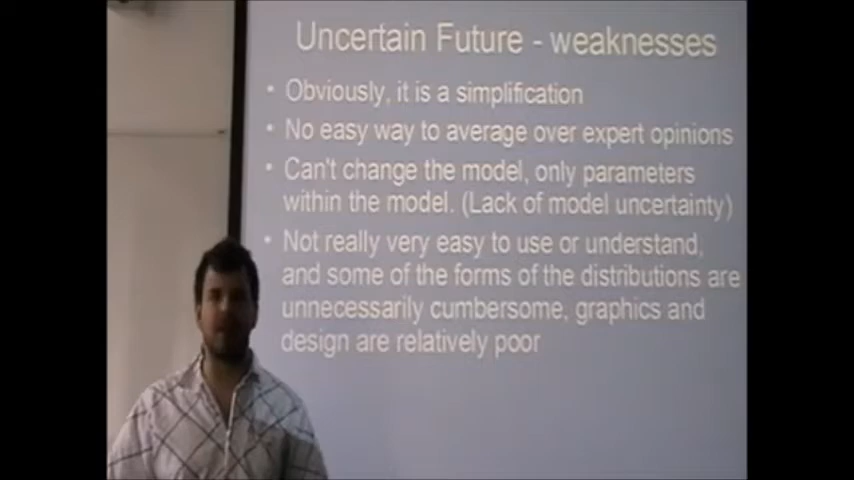 Uncertain Future - weaknesses
• Obviously, it is a simplification
• No easy way to average over expert opinions
• Can't change the model, only parameters
within the model. (Lack of model uncertainty)
• Not really very easy to use or understand,
and some of the forms of the distributions are
unnecessarily cumbersome, graphics and
design are relatively poor